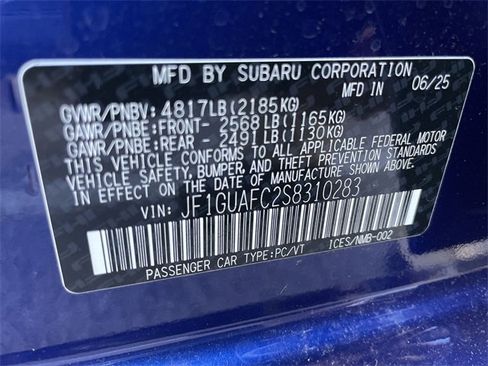 MFD BY SUBARU CORPORATION
MFD IN 06/25
GVWR/PNBV: 4817LB(2185KG)
GAWR/PNBE:FRONT- 2568LB(1165KG)
GAWR/PNBE:REAR - 2491LB(1130KG)
THIS VEHICLE CONFORMS TO ALL APPLICABLE FEDERAL MOTOR
VEHICLE SAFETY, BUMPER, AND THEFT PREVENTION STANDARDS
IN EFFECT ON THE DATE OF MANUFACTURE SHOWN ABOVE.
VIN: JF1GUAFC2S8310283
PASSENGER CAR TYPE:PC/VT 1CES/NMB-002